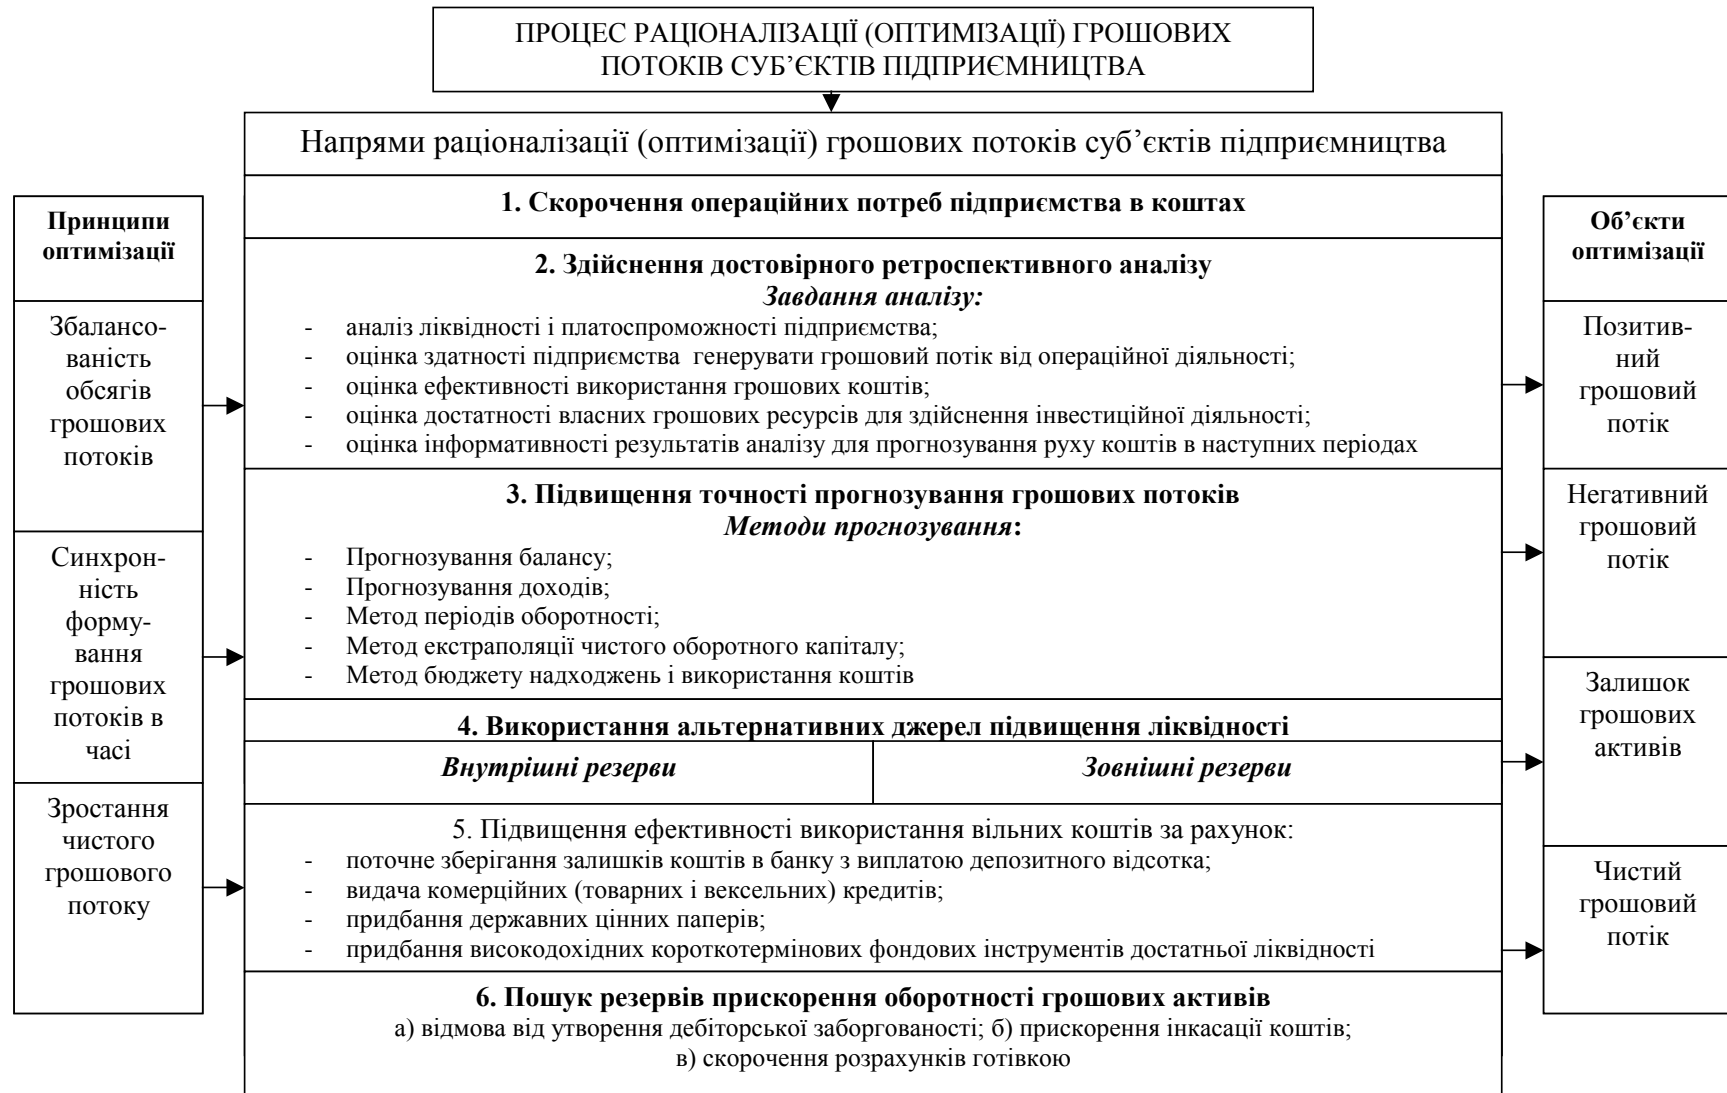 ПРОЦЕС РАЦІОНАЛІЗАЦІЇ (ОПТИМІЗАЦІЇ) ГРОШОВИХ
ПОТОКІВ СУБ’ЄКТІВ ПІДПРИЄМНИЦТВА
Напрями раціоналізації (оптимізації) грошових потоків суб’єктів підприємництва
Принципи
оптимізації
Збалансо-
ваність
обсягів
грошових
потоків
Синхрон-
ність
форму-
вання
грошових
потоків в
часі
Зростання
чистого
грошового
потоку
1. Скорочення операційних потреб підприємства в коштах
2. Здійснення достовірного ретроспективного аналізу
Завдання аналізу:
- аналіз ліквідності і платоспроможності підприємства;
- оцінка здатності підприємства генерувати грошовий потік від операційної діяльності;
- оцінка ефективності використання грошових коштів;
- оцінка достатності власних грошових ресурсів для здійснення інвестиційної діяльності;
- оцінка інформативності результатів аналізу для прогнозування руху коштів в наступних періодах
3. Підвищення точності прогнозування грошових потоків
Методи прогнозування:
- Прогнозування балансу;
- Прогнозування доходів;
- Метод періодів оборотності;
- Метод екстраполяції чистого оборотного капіталу;
- Метод бюджету надходжень і використання коштів
4. Використання альтернативних джерел підвищення ліквідності
Внутрішні резерви
Зовнішні резерви
5. Підвищення ефективності використання вільних коштів за рахунок:
- поточне зберігання залишків коштів в банку з виплатою депозитного відсотка;
- видача комерційних (товарних і вексельних) кредитів;
- придбання державних цінних паперів;
- придбання високодохідних короткотермінових фондових інструментів достатньої ліквідності
6. Пошук резервів прискорення оборотності грошових активів
а) відмова від утворення дебіторської заборгованості; б) прискорення інкасації коштів;
в) скорочення розрахунків готівкою
Об’єкти
оптимізації
Позитив-
ний
грошовий
потік
Негативний
грошовий
потік
Залишок
грошових
активів
Чистий
грошовий
потік